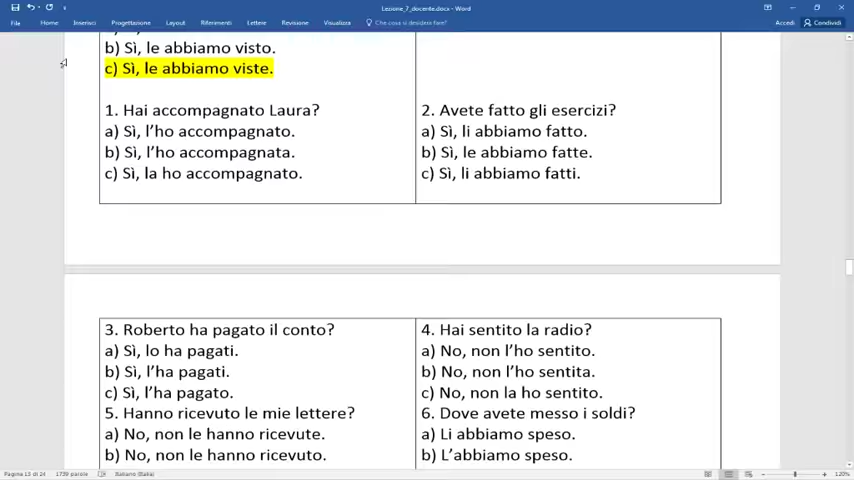 Lezione_7_docente.docx - Word
File Home Inserisci Progettazione Layout Riferimenti Lettere Revisione Visualizza Che cosa si desidera fare? Accedi Condividi
b) Sì, le abbiamo visto.
c) Sì, le abbiamo viste.
1. Hai accompagnato Laura?
a) Sì, l’ho accompagnato.
b) Sì, l’ho accompagnata.
c) Sì, la ho accompagnato.
2. Avete fatto gli esercizi?
a) Sì, li abbiamo fatto.
b) Sì, le abbiamo fatte.
c) Sì, li abbiamo fatti.
3. Roberto ha pagato il conto?
a) Sì, lo ha pagati.
b) Sì, l’ha pagati.
c) Sì, l’ha pagato.
4. Hai sentito la radio?
a) No, non l’ho sentito.
b) No, non l’ho sentita.
c) No, non la ho sentito.
5. Hanno ricevuto le mie lettere?
a) No, non le hanno ricevute.
b) No, non le hanno ricevuto.
6. Dove avete messo i soldi?
a) Li abbiamo speso.
b) L’abbiamo speso.
Pagina 13 di 24 1739 parole Italiano (Italia) 120%